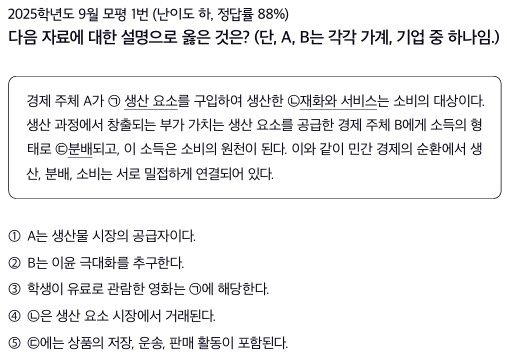 2025학년도 9월 모평 1번 (난이도 하, 정답률 88%)
다음 자료에 대한 설명으로 옳은 것은? (단, A, B는 각각 가계, 기업 중 하나임.)
경제 주체 A가 ㉠ 생산 요소를 구입하여 생산한 ㉡재화와 서비스는 소비의 대상이다.
생산 과정에서 창출되는 부가 가치는 생산 요소를 공급한 경제 주체 B에게 소득의 형
태로 ㉢분배되고, 이 소득은 소비의 원천이 된다. 이와 같이 민간 경제의 순환에서 생
산, 분배, 소비는 서로 밀접하게 연결되어 있다.
① A는 생산물 시장의 공급자이다.
② B는 이윤 극대화를 추구한다.
③ 학생이 유료로 관람한 영화는 ㉠에 해당한다.
④ ㉡은 생산 요소 시장에서 거래된다.
⑤ ㉢에는 상품의 저장, 운송, 판매 활동이 포함된다.